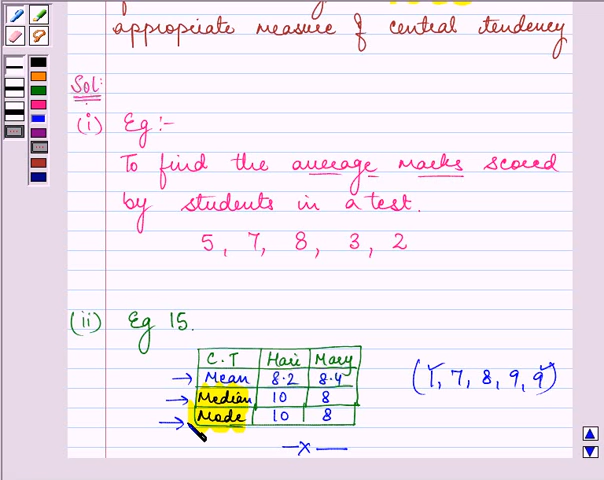 appropriate measure of central tendency
Sol:
(i) Eg:-
To find the average marks scored
by students in a test.
5, 7, 8, 3, 2
(ii) Eg 15.
C.T Hari Mary
→ Mean 8.2 8.4
→ Median 10 8
→ Mode 10 8
(1, 7, 8, 9, 9)
—x—